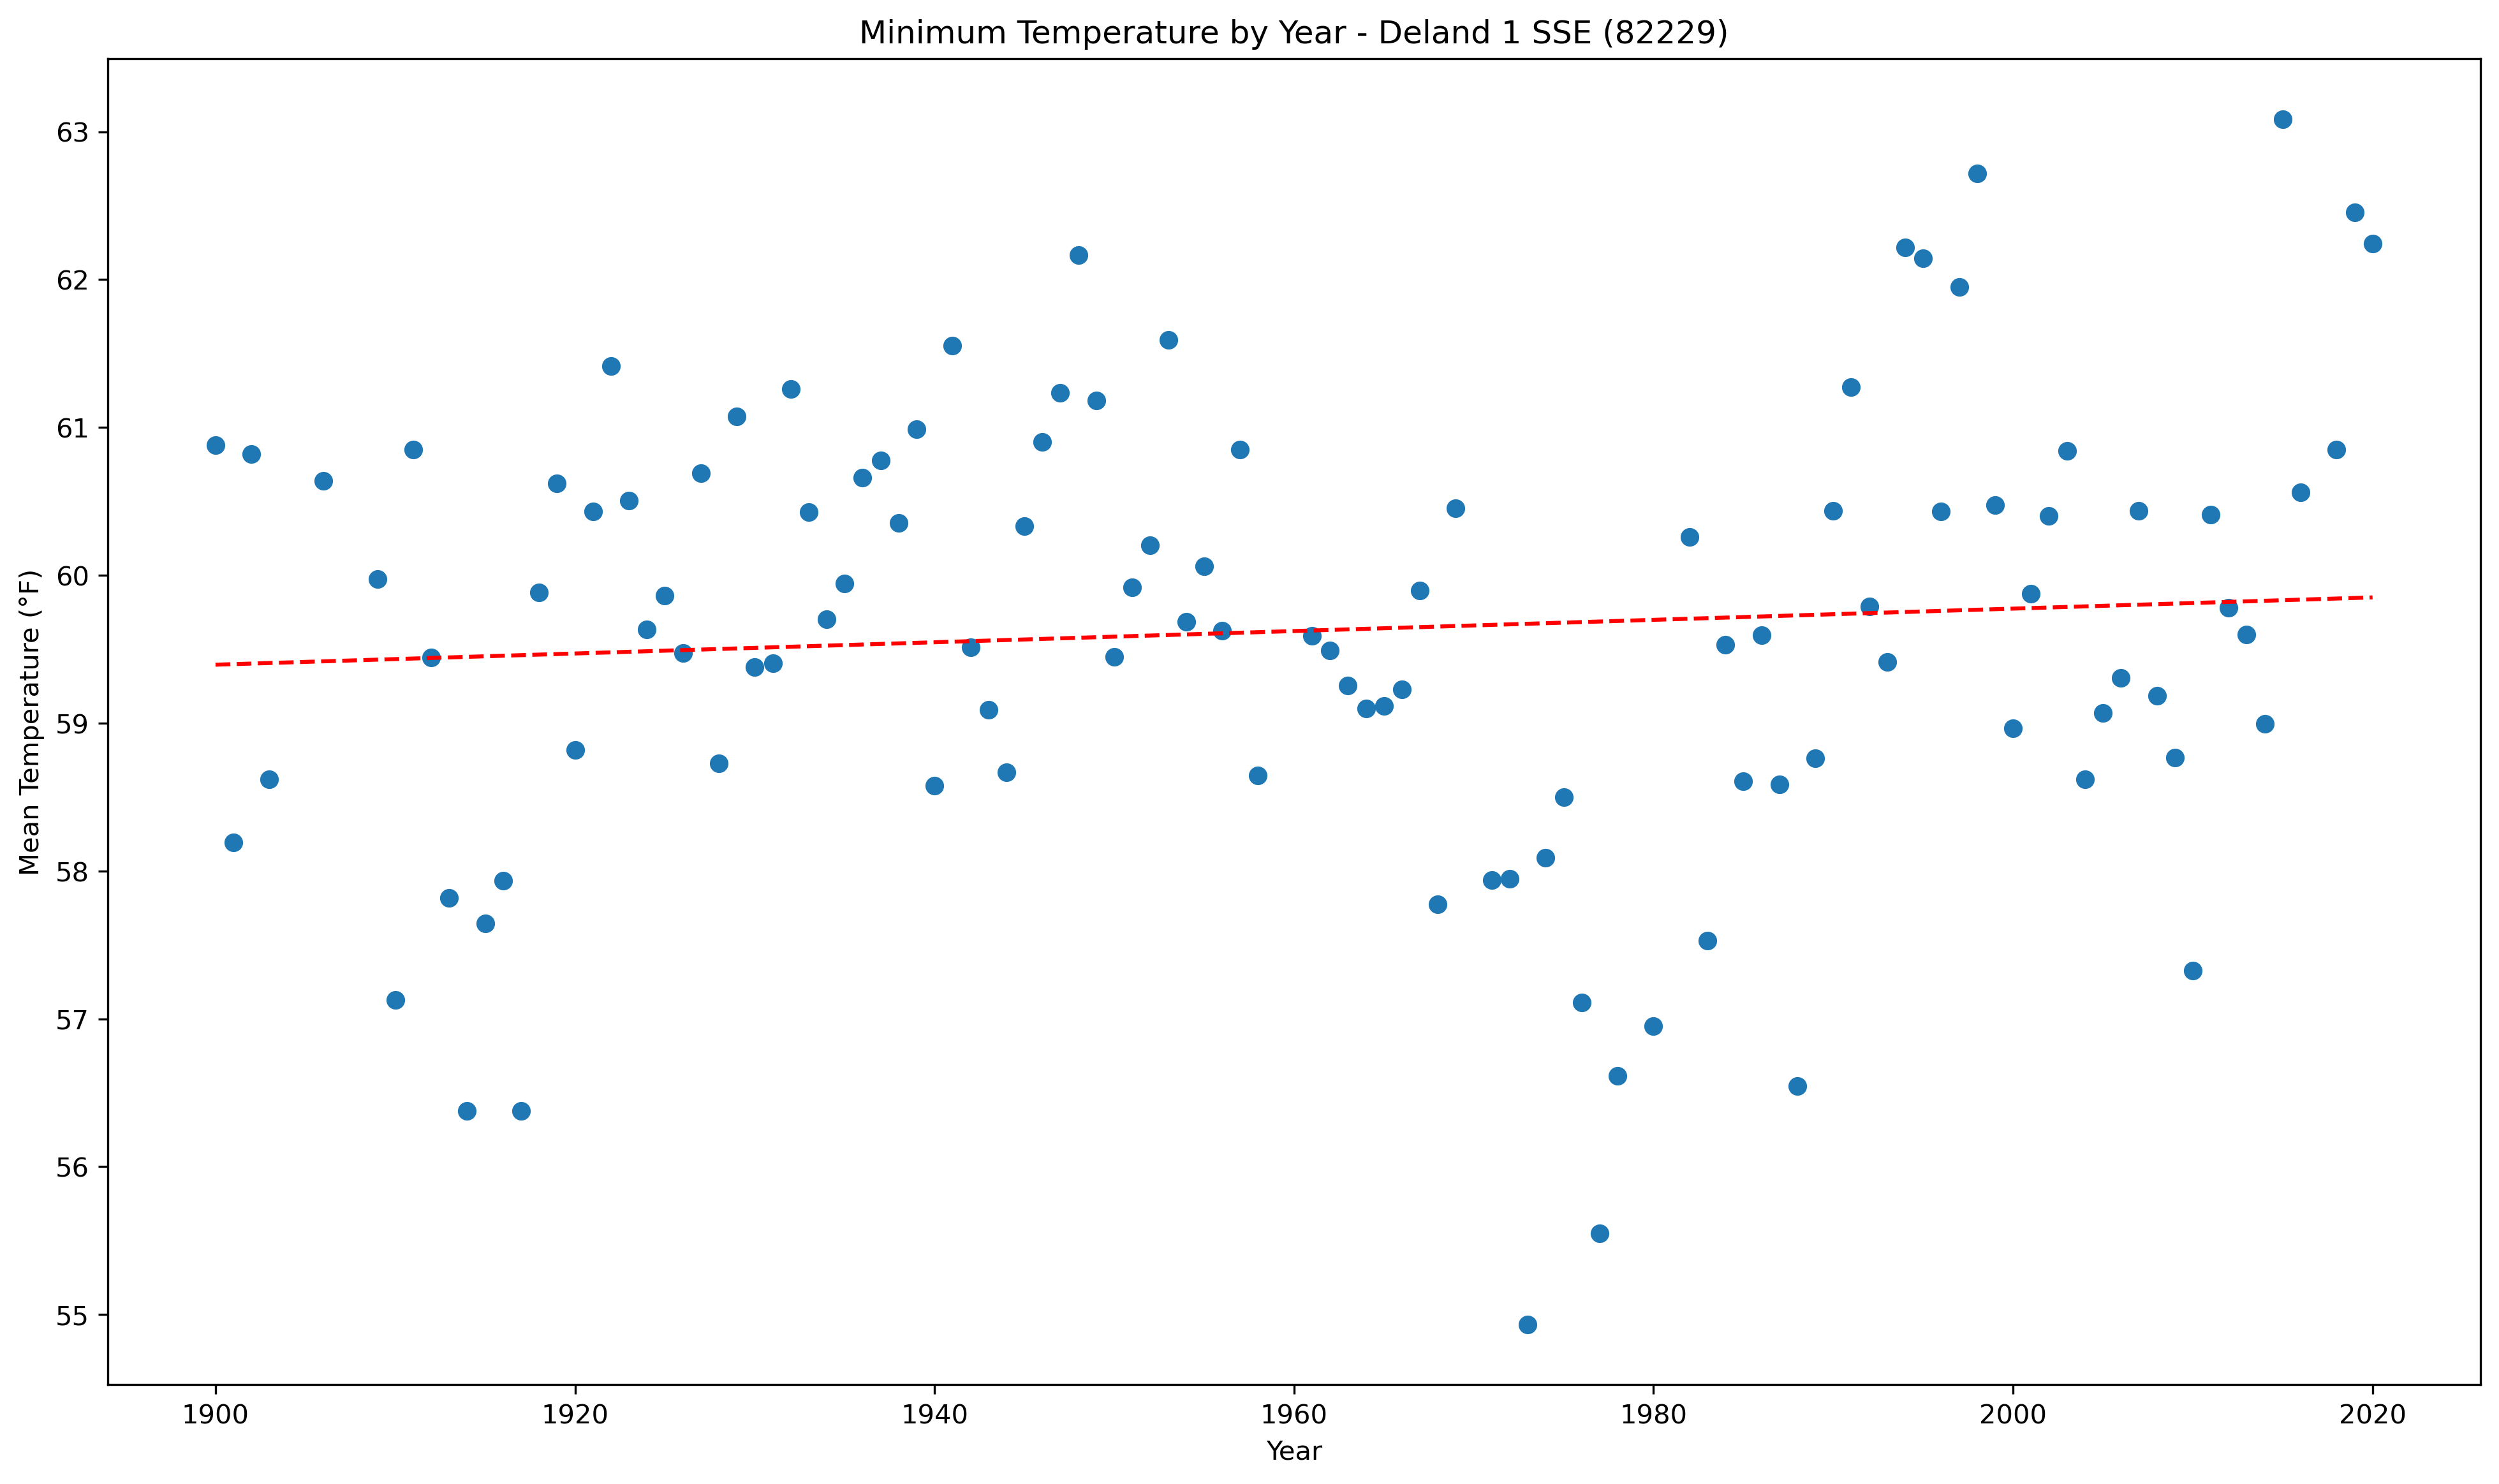 Minimum Temperature by Year - Deland 1 SSE (82229)
Mean Temperature (°F)
63
62
61
60
59
58
57
56
55
1900 1920 1940 1960 1980 2000 2020
Year